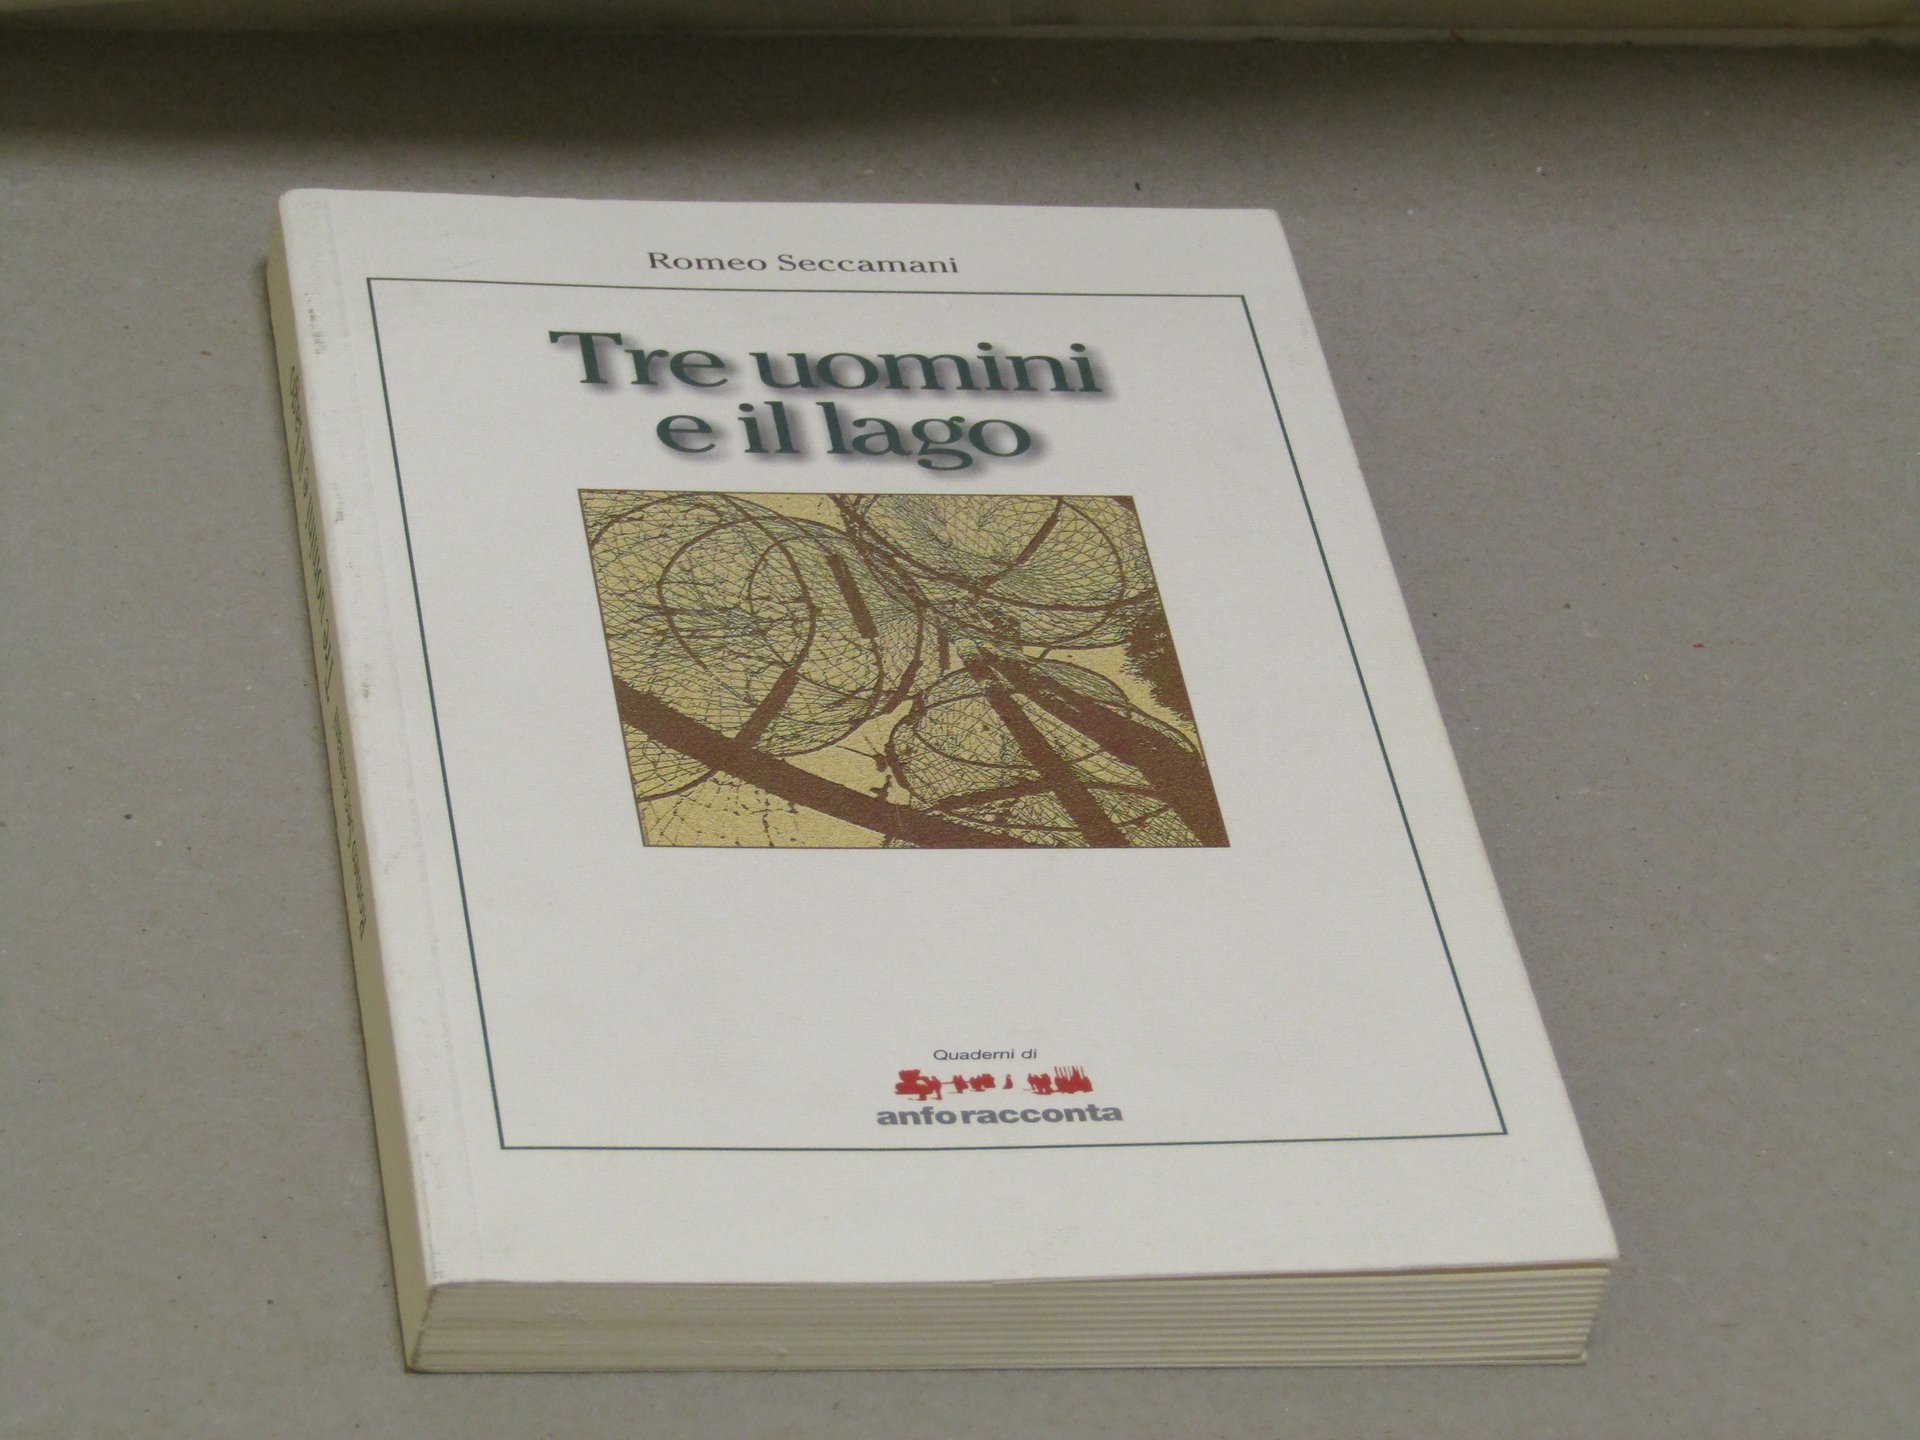 Romeo Seccamani
Tre uomini
e il lago
Quaderni di
anforacconta